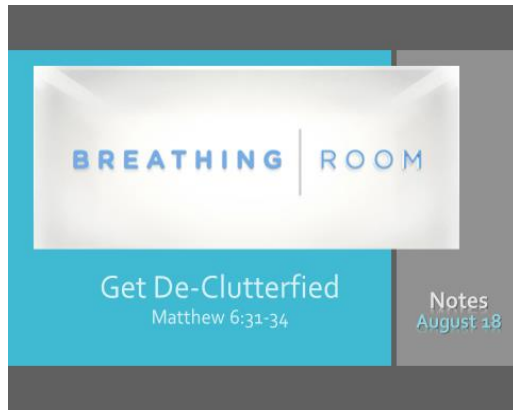 BREATHING | ROOM
Get De-Clutterfied
Matthew 6:31-34
Notes
August 18